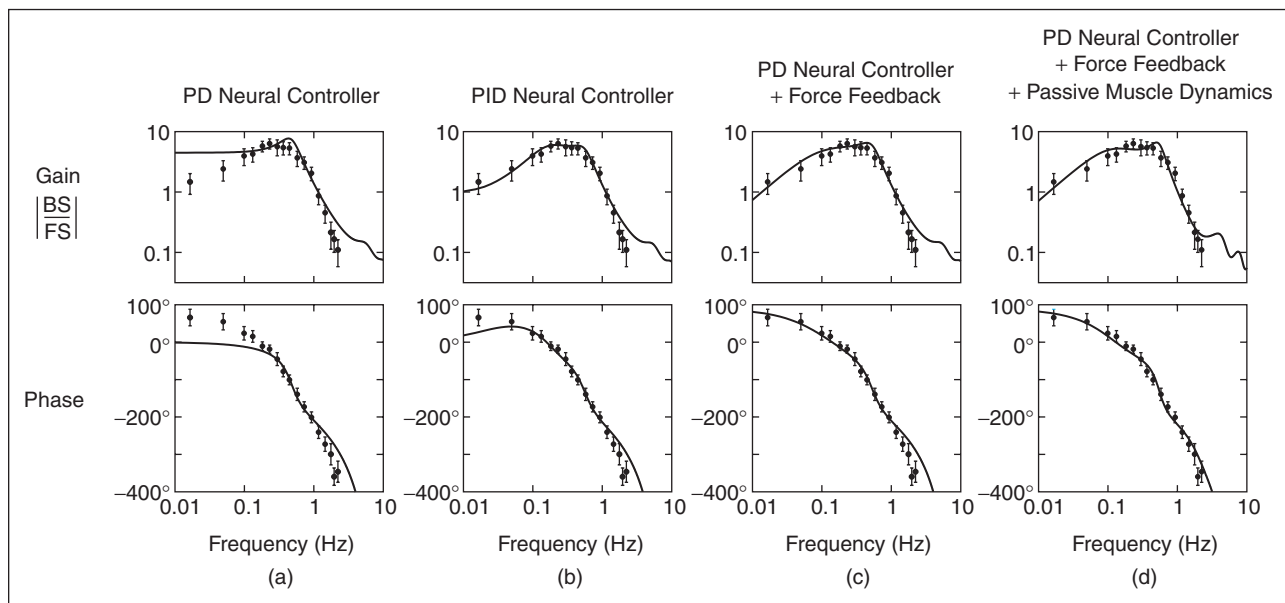 PD Neural Controller
PID Neural Controller
PD Neural Controller
+ Force Feedback
PD Neural Controller
+ Force Feedback
+ Passive Muscle Dynamics
Gain
|BS/FS|
10
1
0.1
Phase
100°
0°
−200°
−400°
0.01 0.1 1 10
Frequency (Hz)
(a)
10
1
0.1
100°
0°
−200°
−400°
0.01 0.1 1 10
Frequency (Hz)
(b)
10
1
0.1
100°
0°
−200°
−400°
0.01 0.1 1 10
Frequency (Hz)
(c)
10
1
0.1
100°
0°
−200°
−400°
0.01 0.1 1 10
Frequency (Hz)
(d)